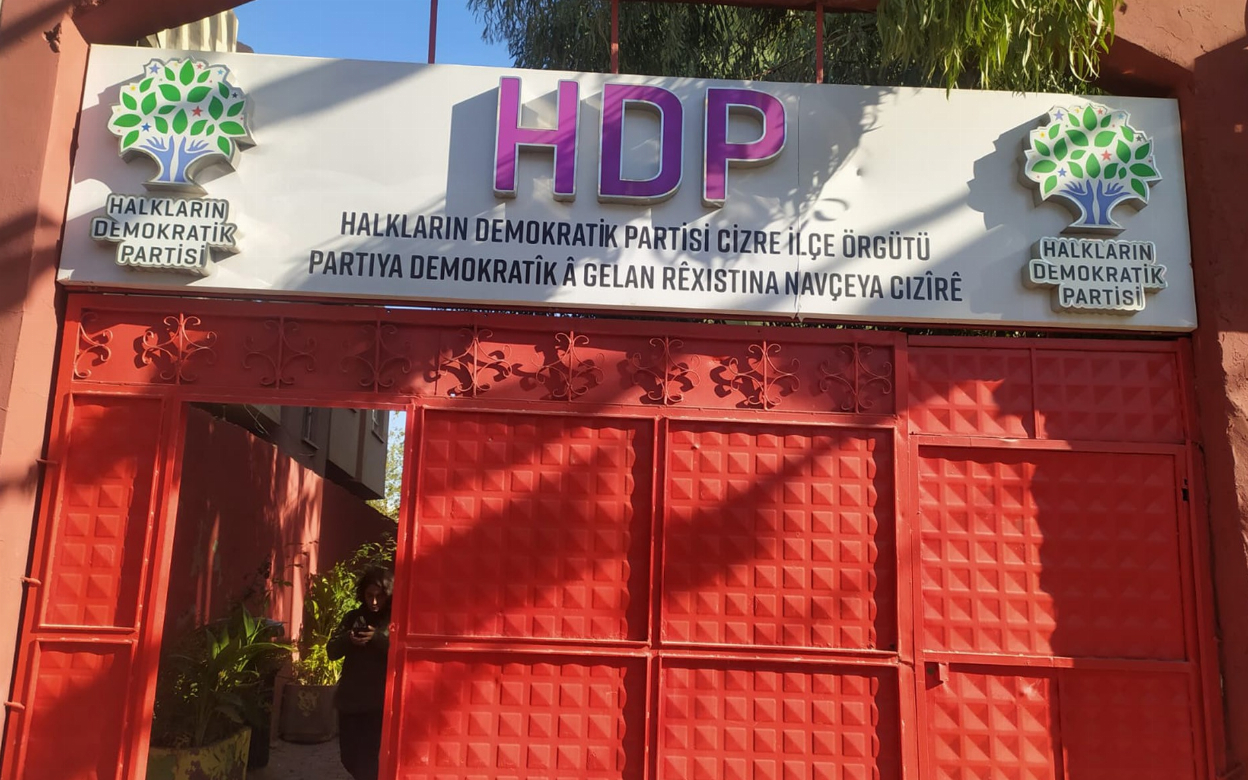 HDP
HALKLARIN DEMOKRATİK PARTİSİ CİZRE İLÇE ÖRGÜTÜ
PARTIYA DEMOKRATÎK Â GELAN RÊXISTINA NAVÇEYA CIZÎRÊ
HALKLARIN
DEMOKRATİK
PARTİSİ
HALKLARIN
DEMOKRATİK
PARTİSİ